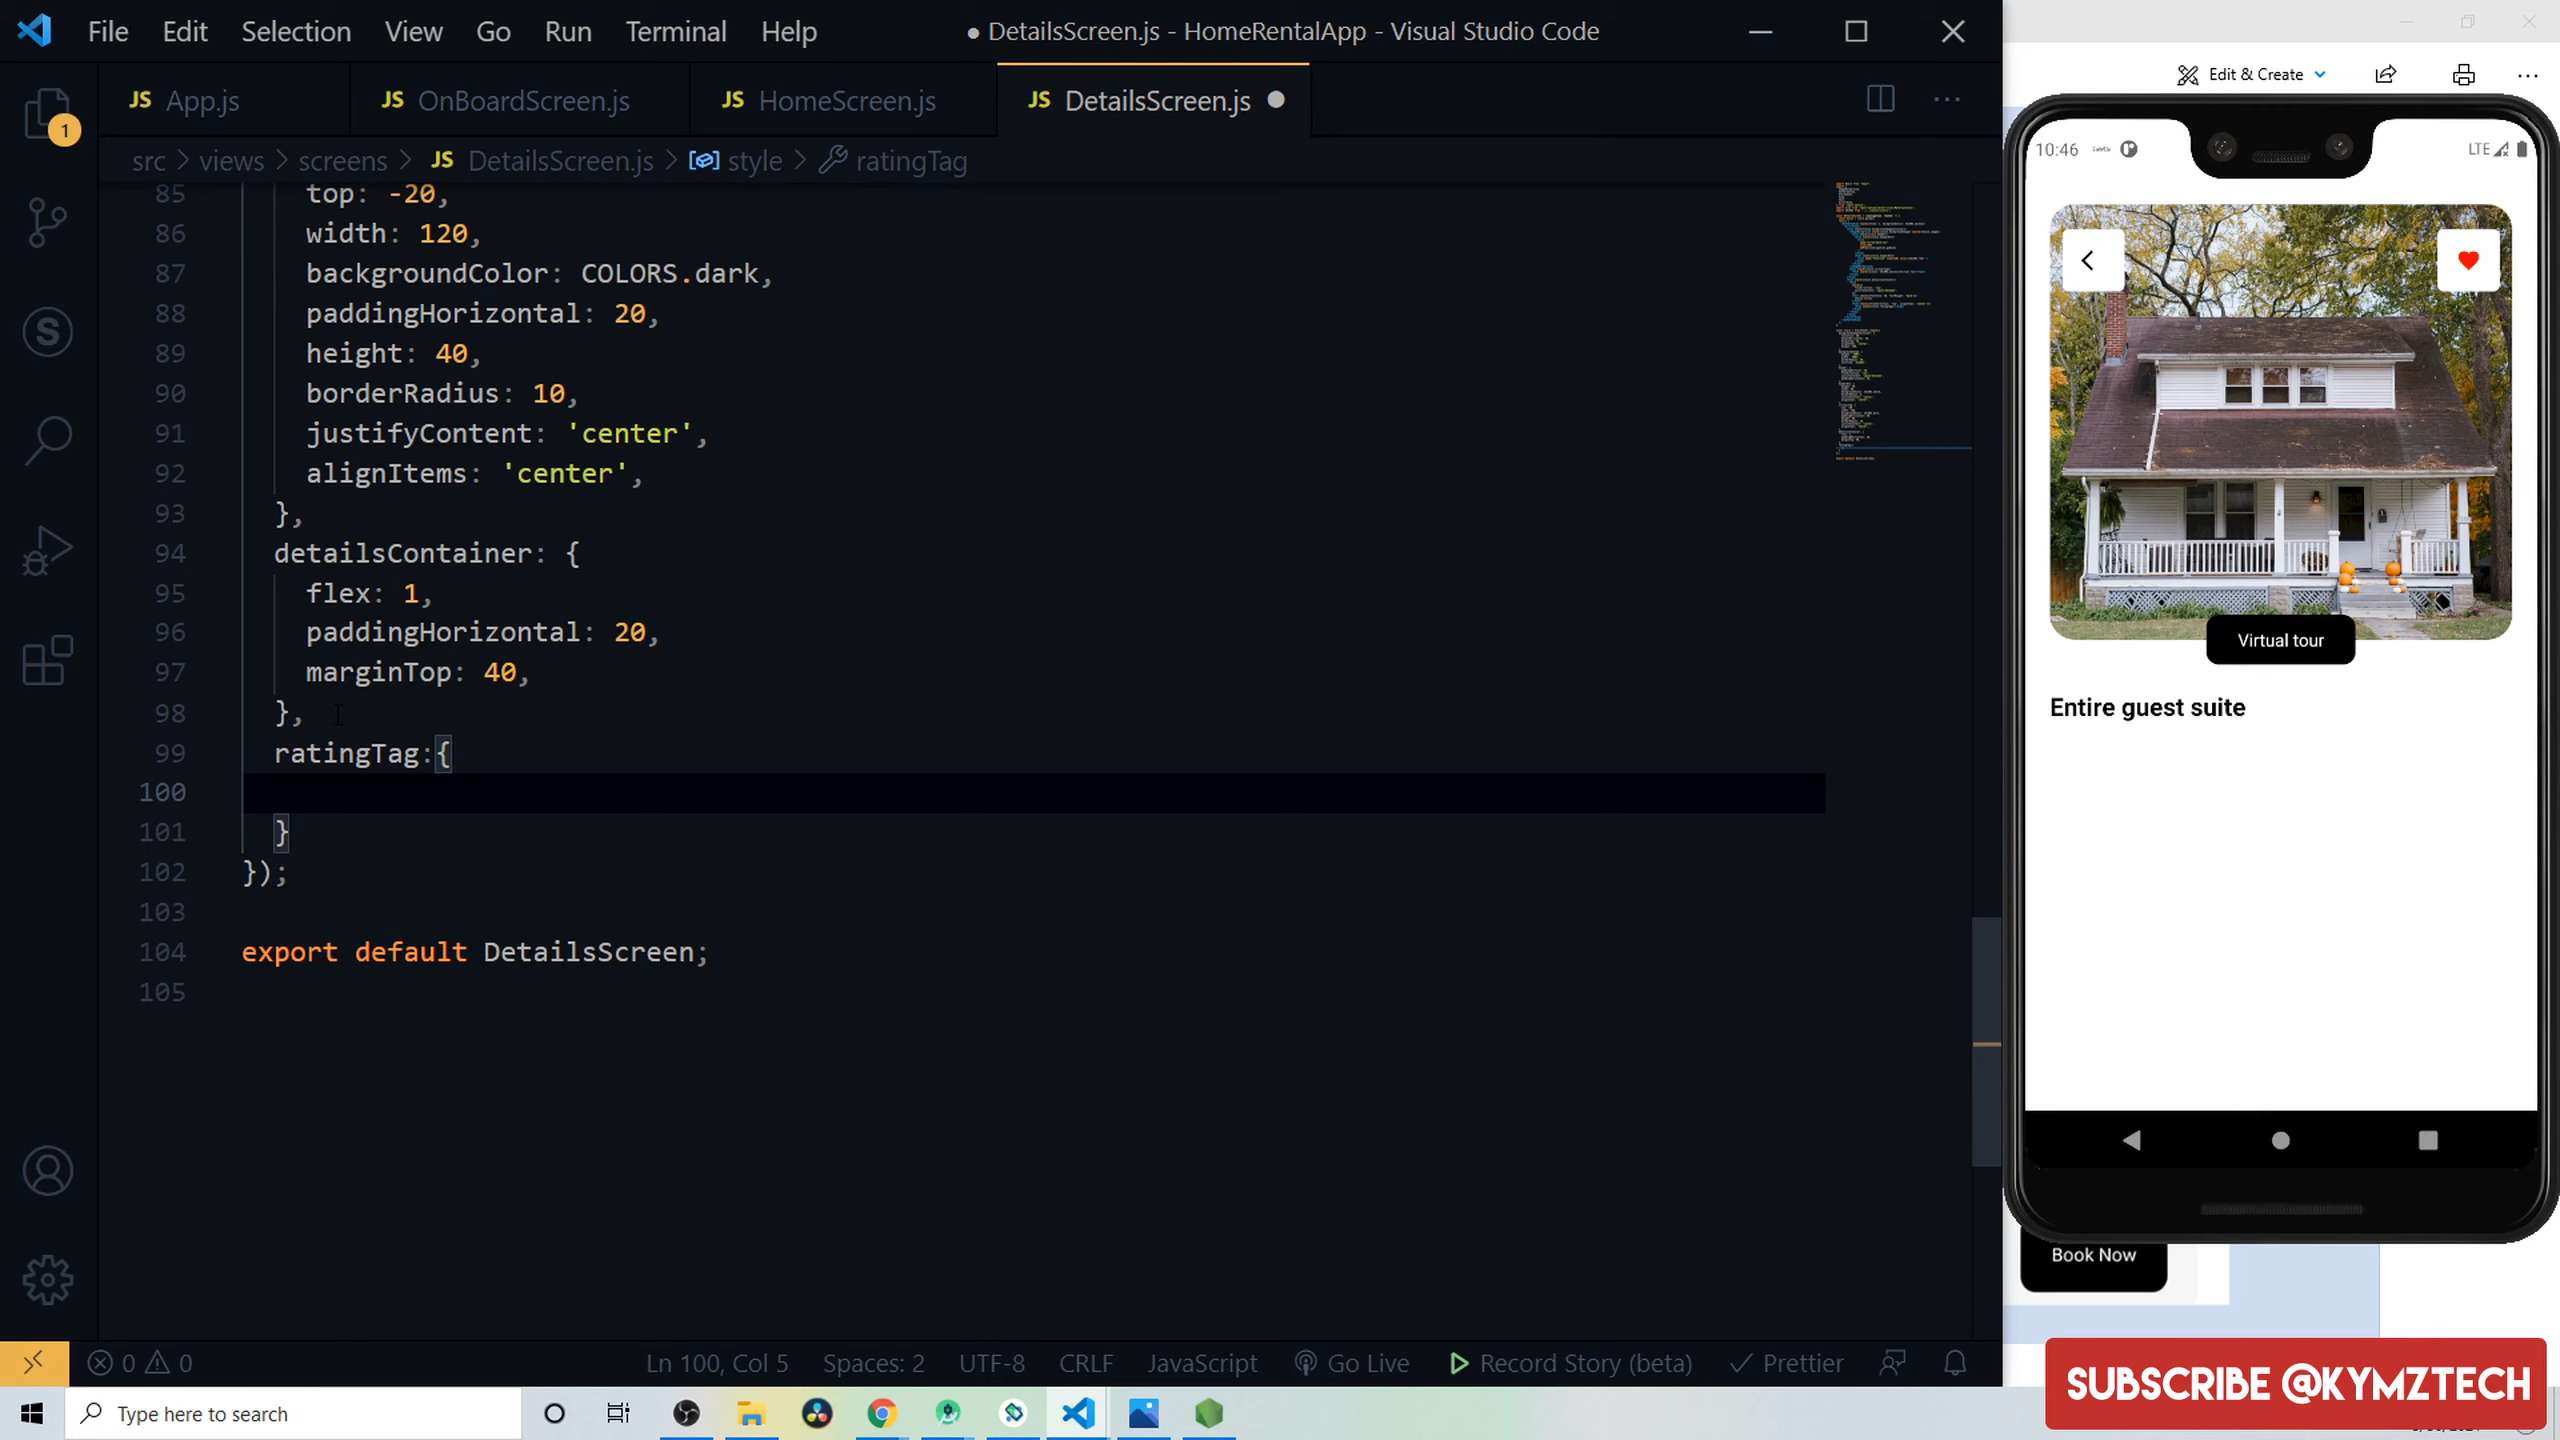 File Edit Selection View Go Run Terminal Help
● DetailsScreen.js - HomeRentalApp - Visual Studio Code
Edit & Create
JS App.js
JS OnBoardScreen.js
JS HomeScreen.js
JS DetailsScreen.js
1
src > views > screens > JS DetailsScreen.js > style > ratingTag
85 top: -20,
86 width: 120,
87 backgroundColor: COLORS.dark,
88 paddingHorizontal: 20,
89 height: 40,
90 borderRadius: 10,
91 justifyContent: 'center',
92 alignItems: 'center',
93 },
94 detailsContainer: {
95 flex: 1,
96 paddingHorizontal: 20,
97 marginTop: 40,
98 },
99 ratingTag:{
100
101 }
102 });
103
104 export default DetailsScreen;
105
10:46
LTE
Virtual tour
Entire guest suite
Book Now
0 0
Ln 100, Col 5 Spaces: 2 UTF-8 CRLF JavaScript Go Live Record Story (beta) Prettier
Type here to search
SUBSCRIBE @KYMZTECH